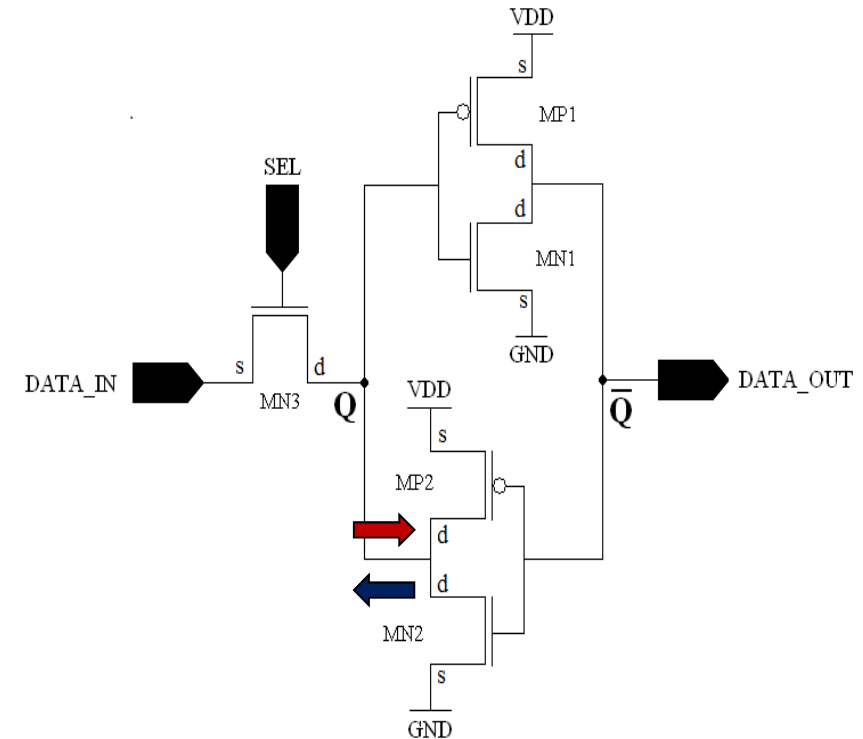 VDD
s
MP1
d
SEL
d
MN1
s
GND
s
d
DATA_IN
MN3
Q
VDD
Q̅
DATA_OUT
s
MP2
d
d
MN2
s
GND